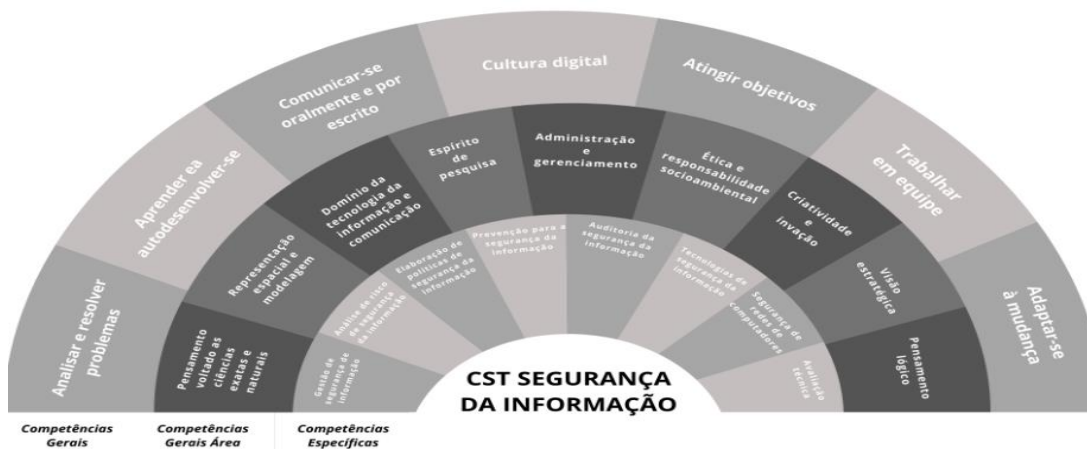 Analisar e resolver
problemas
Aprender ea
autodesenvolver-se
Comunicar-se
oralmente e por
escrito
Cultura digital
Atingir objetivos
Trabalhar
em equipe
Adaptar-se
à mudança
Pensamento
voltado as
ciências
exatas e
naturais
Representação
espacial e
modelagem
Domínio da
tecnologia da
informação e
comunicação
Espírito
de
pesquisa
Administração
e
gerenciamento
Ética e
responsabilidade
socioambiental
Criatividade
e
invação
Visão
estratégica
Pensamento
lógico
Gestão de
segurança de
informação
Análise de risco
de segurança
da informação
Elaboração de
políticas de
segurança da
informação
Prevenção para a
segurança da
informação
Auditoria da
segurança da
informação
Tecnologias da
segurança de
informação
Segurança de
redes de
computadores
Avaliação
técnica
CST SEGURANÇA
DA INFORMAÇÃO
Competências
Gerais
Competências
Gerais Área
Competências
Específicas